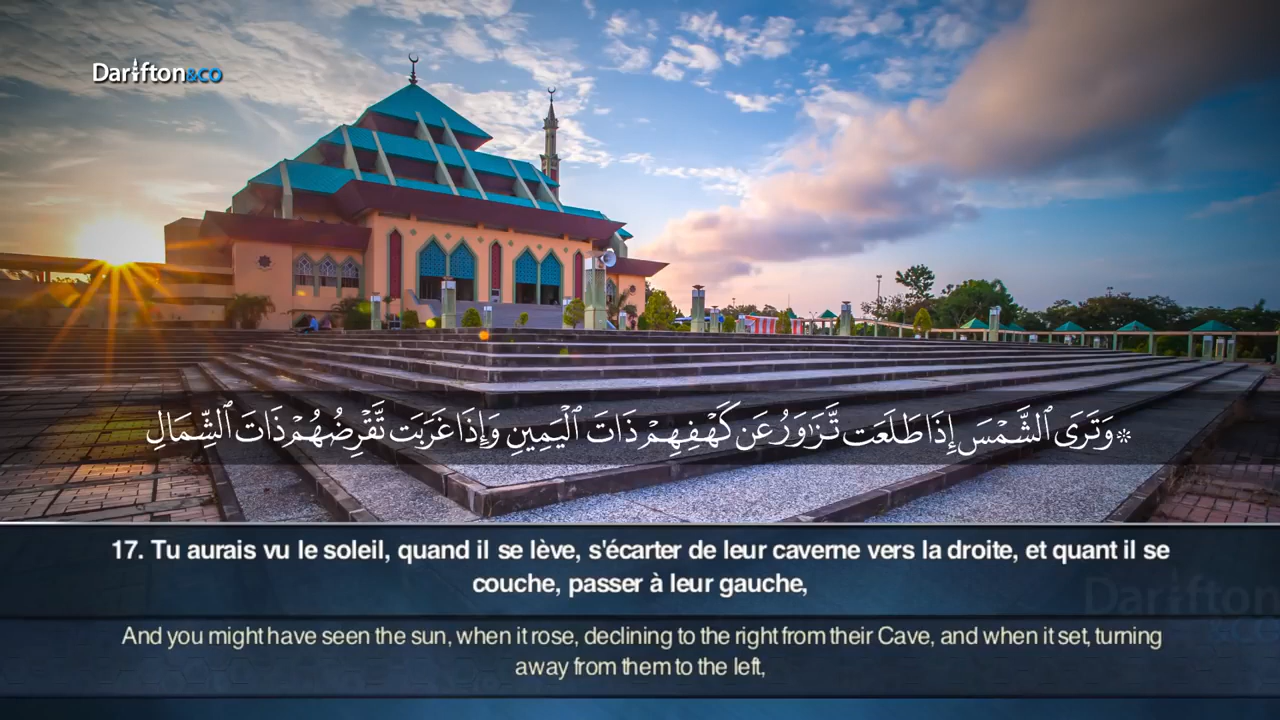 Darifton&co
۞ وَتَرَى ٱلشَّمْسَ إِذَا طَلَعَت تَّزَٰوَرُ عَن كَهْفِهِمْ ذَاتَ ٱلْيَمِينِ وَإِذَا غَرَبَت تَّقْرِضُهُمْ ذَاتَ ٱلشِّمَالِ
17. Tu aurais vu le soleil, quand il se lève, s'écarter de leur caverne vers la droite, et quant il se
couche, passer à leur gauche,
Darifton
&co
And you might have seen the sun, when it rose, declining to the right from their Cave, and when it set, turning
away from them to the left,